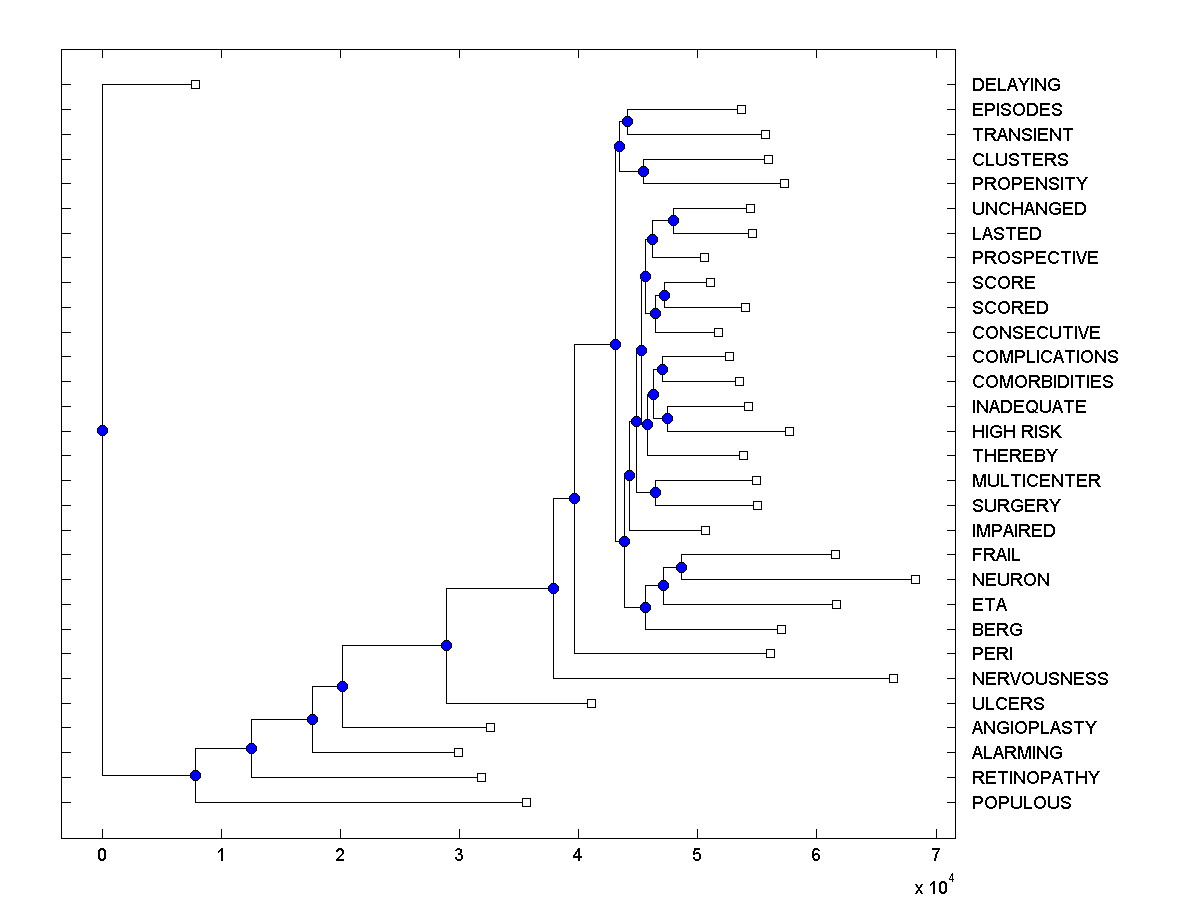 DELAYING
EPISODES
TRANSIENT
CLUSTERS
PROPENSITY
UNCHANGED
LASTED
PROSPECTIVE
SCORE
SCORED
CONSECUTIVE
COMPLICATIONS
COMORBIDITIES
INADEQUATE
HIGH RISK
THEREBY
MULTICENTER
SURGERY
IMPAIRED
FRAIL
NEURON
ETA
BERG
PERI
NERVOUSNESS
ULCERS
ANGIOPLASTY
ALARMING
RETINOPATHY
POPULOUS
0 1 2 3 4 5 6 7
x 10^4